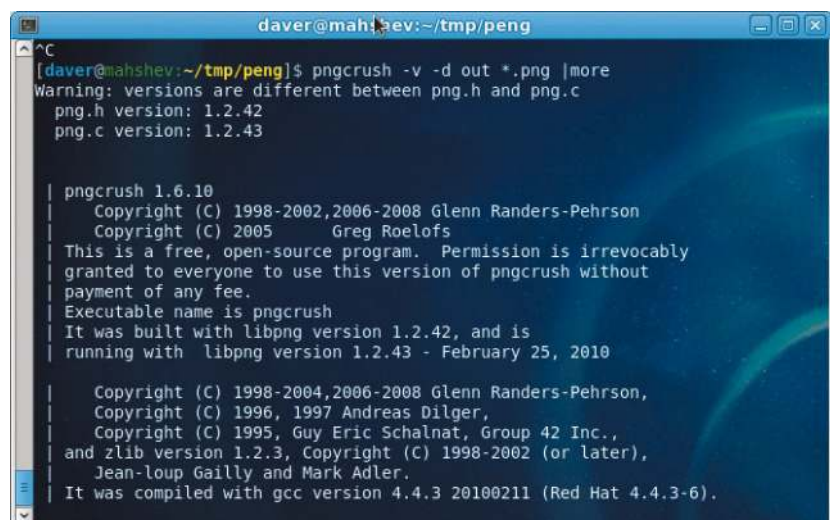 daver@mahshev:~/tmp/peng
^C
[daver@mahshev:~/tmp/peng]$ pngcrush -v -d out *.png |more
Warning: versions are different between png.h and png.c
png.h version: 1.2.42
png.c version: 1.2.43
| pngcrush 1.6.10
| Copyright (C) 1998-2002,2006-2008 Glenn Randers-Pehrson
| Copyright (C) 2005 Greg Roelofs
| This is a free, open-source program. Permission is irrevocably
| granted to everyone to use this version of pngcrush without
| payment of any fee.
| Executable name is pngcrush
| It was built with libpng version 1.2.42, and is
| running with libpng version 1.2.43 - February 25, 2010
| Copyright (C) 1998-2004,2006-2008 Glenn Randers-Pehrson,
| Copyright (C) 1996, 1997 Andreas Dilger,
| Copyright (C) 1995, Guy Eric Schalnat, Group 42 Inc.,
| and zlib version 1.2.3, Copyright (C) 1998-2002 (or later),
| Jean-loup Gailly and Mark Adler.
| It was compiled with gcc version 4.4.3 20100211 (Red Hat 4.4.3-6).